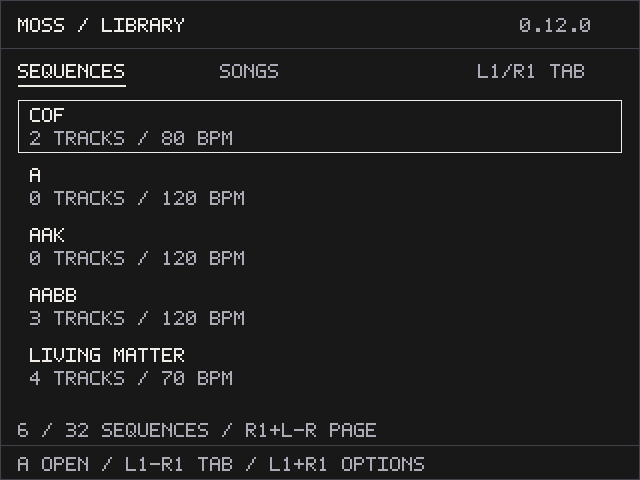 MOSS / LIBRARY 0.12.0
SEQUENCES SONGS L1/R1 TAB
COF
2 TRACKS / 80 BPM
A
0 TRACKS / 120 BPM
AAK
0 TRACKS / 120 BPM
AABB
3 TRACKS / 120 BPM
LIVING MATTER
4 TRACKS / 70 BPM
6 / 32 SEQUENCES / R1+L-R PAGE
A OPEN / L1-R1 TAB / L1+R1 OPTIONS